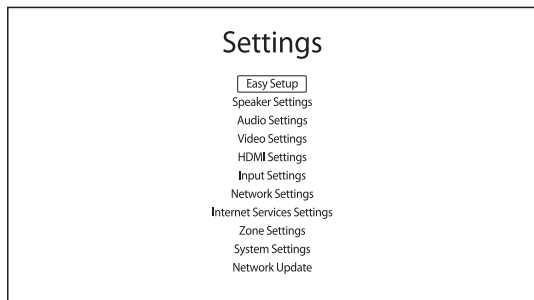 Settings
Easy Setup
Speaker Settings
Audio Settings
Video Settings
HDMI Settings
Input Settings
Network Settings
Internet Services Settings
Zone Settings
System Settings
Network Update